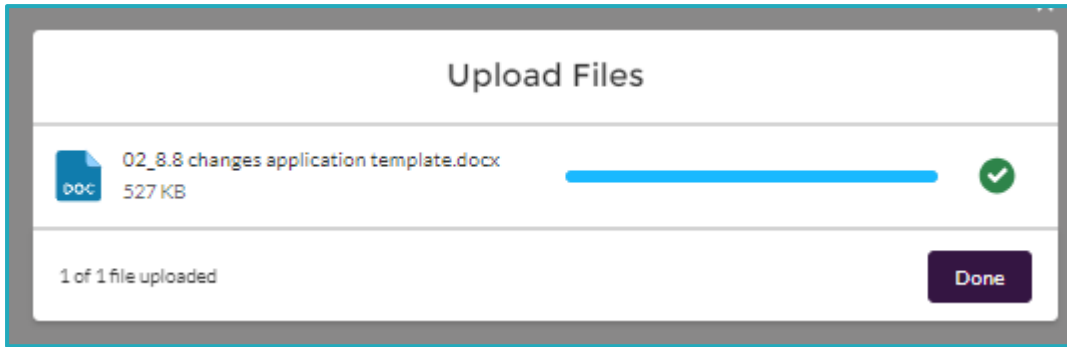 Upload Files
02_8.8 changes application template.docx
DOC
527 KB
1 of 1 file uploaded
Done